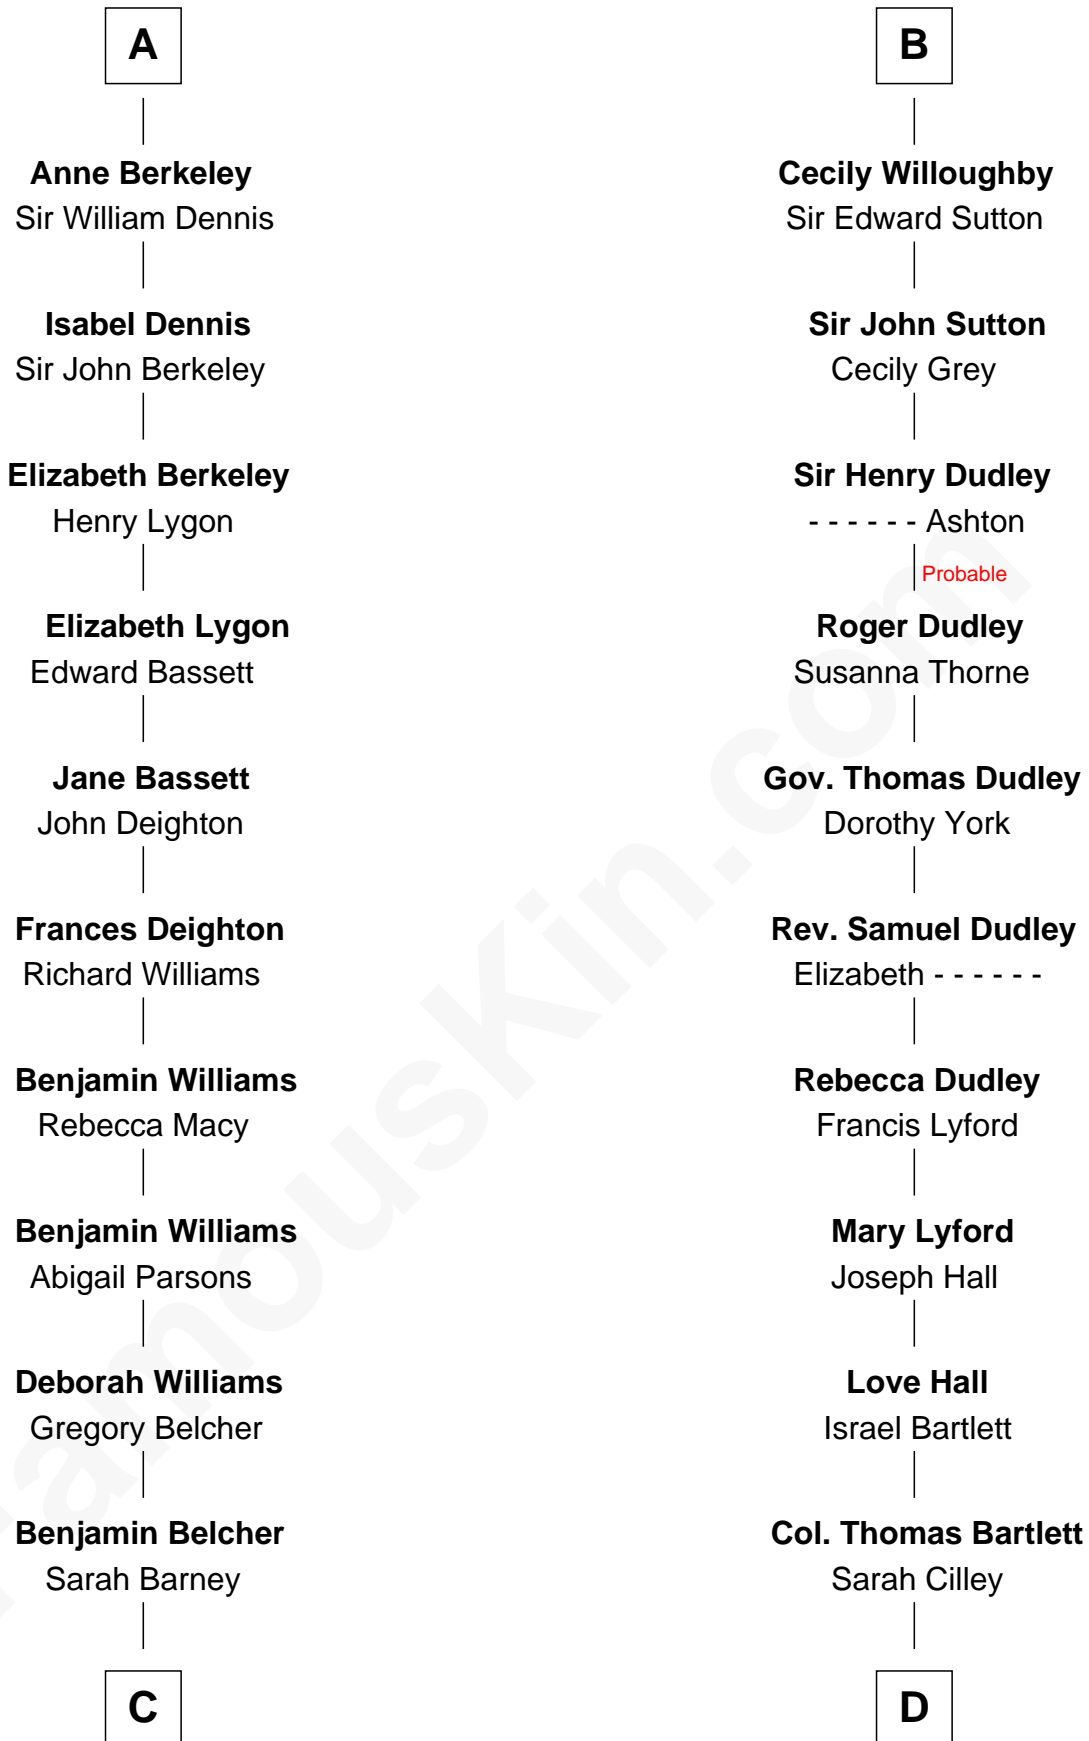 A
Anne Berkeley
Sir William Dennis
Isabel Dennis
Sir John Berkeley
Elizabeth Berkeley
Henry Lygon
Elizabeth Lygon
Edward Bassett
Jane Bassett
John Deighton
Frances Deighton
Richard Williams
Benjamin Williams
Rebecca Macy
Benjamin Williams
Abigail Parsons
Deborah Williams
Gregory Belcher
Benjamin Belcher
Sarah Barney
C
B
Cecily Willoughby
Sir Edward Sutton
Sir John Sutton
Cecily Grey
Sir Henry Dudley
- - - - - - Ashton
Probable
Roger Dudley
Susanna Thorne
Gov. Thomas Dudley
Dorothy York
Rev. Samuel Dudley
Elizabeth - - - - - -
Rebecca Dudley
Francis Lyford
Mary Lyford
Joseph Hall
Love Hall
Israel Bartlett
Col. Thomas Bartlett
Sarah Cilley
D
FamousKin.com